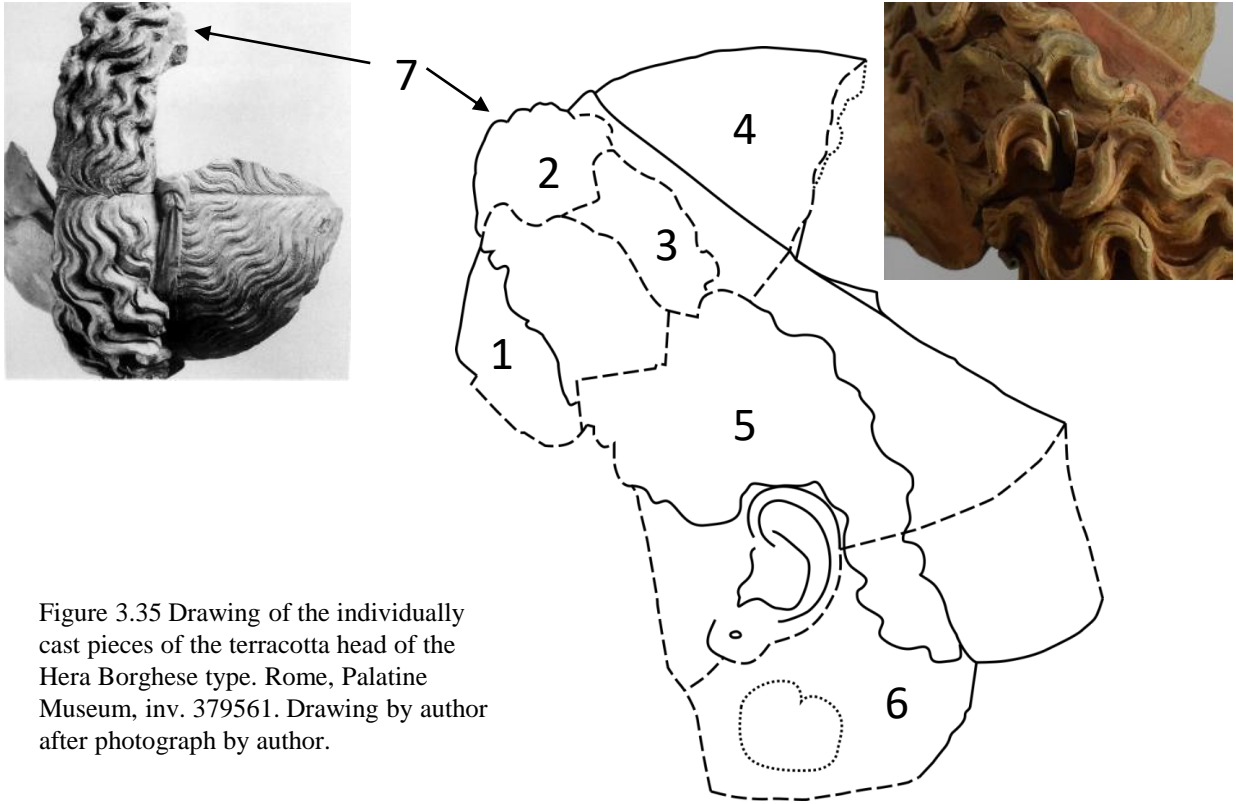 7
4
2
3
1
5
6
Figure 3.35 Drawing of the individually
cast pieces of the terracotta head of the
Hera Borghese type. Rome, Palatine
Museum, inv. 379561. Drawing by author
after photograph by author.